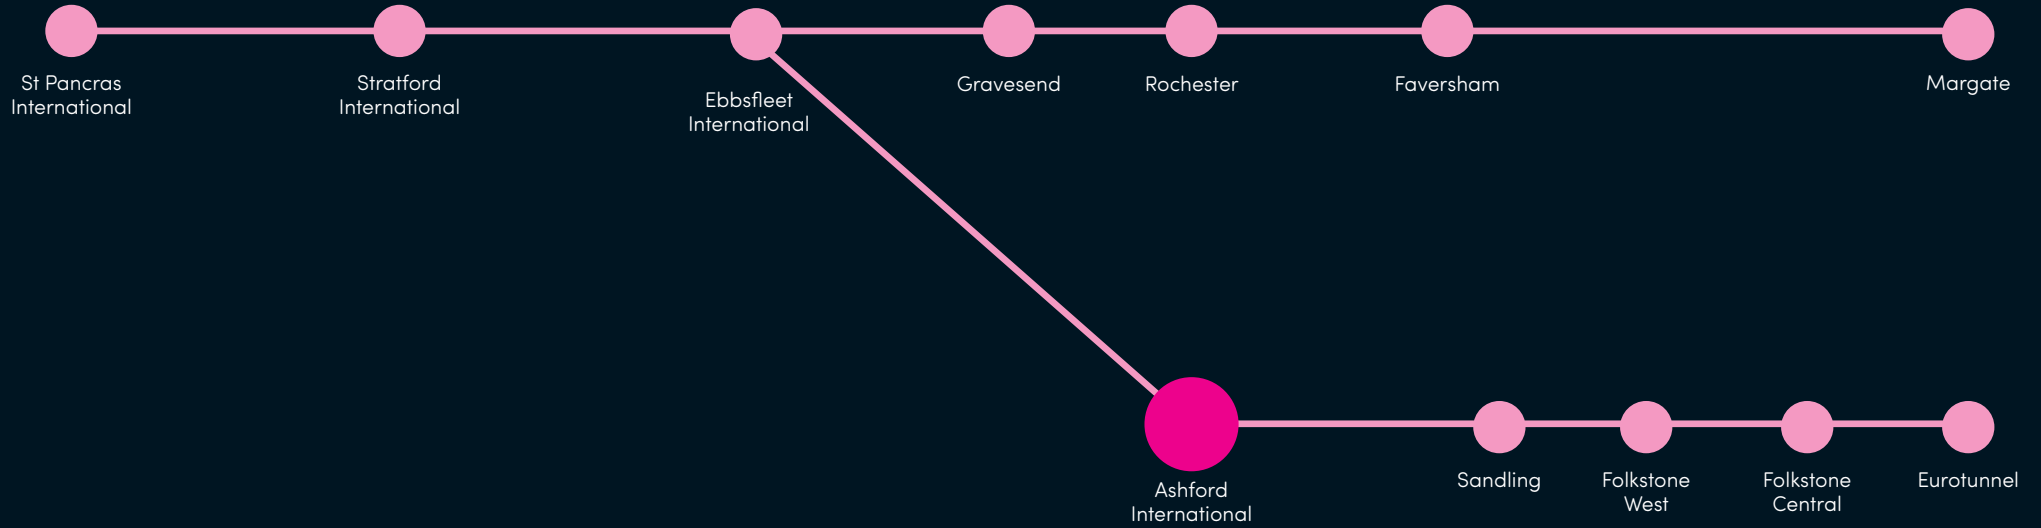 St Pancras
International
Stratford
International
Ebbsfleet
International
Gravesend
Rochester
Faversham
Margate
Ashford
International
Sandling
Folkstone
West
Folkstone
Central
Eurotunnel